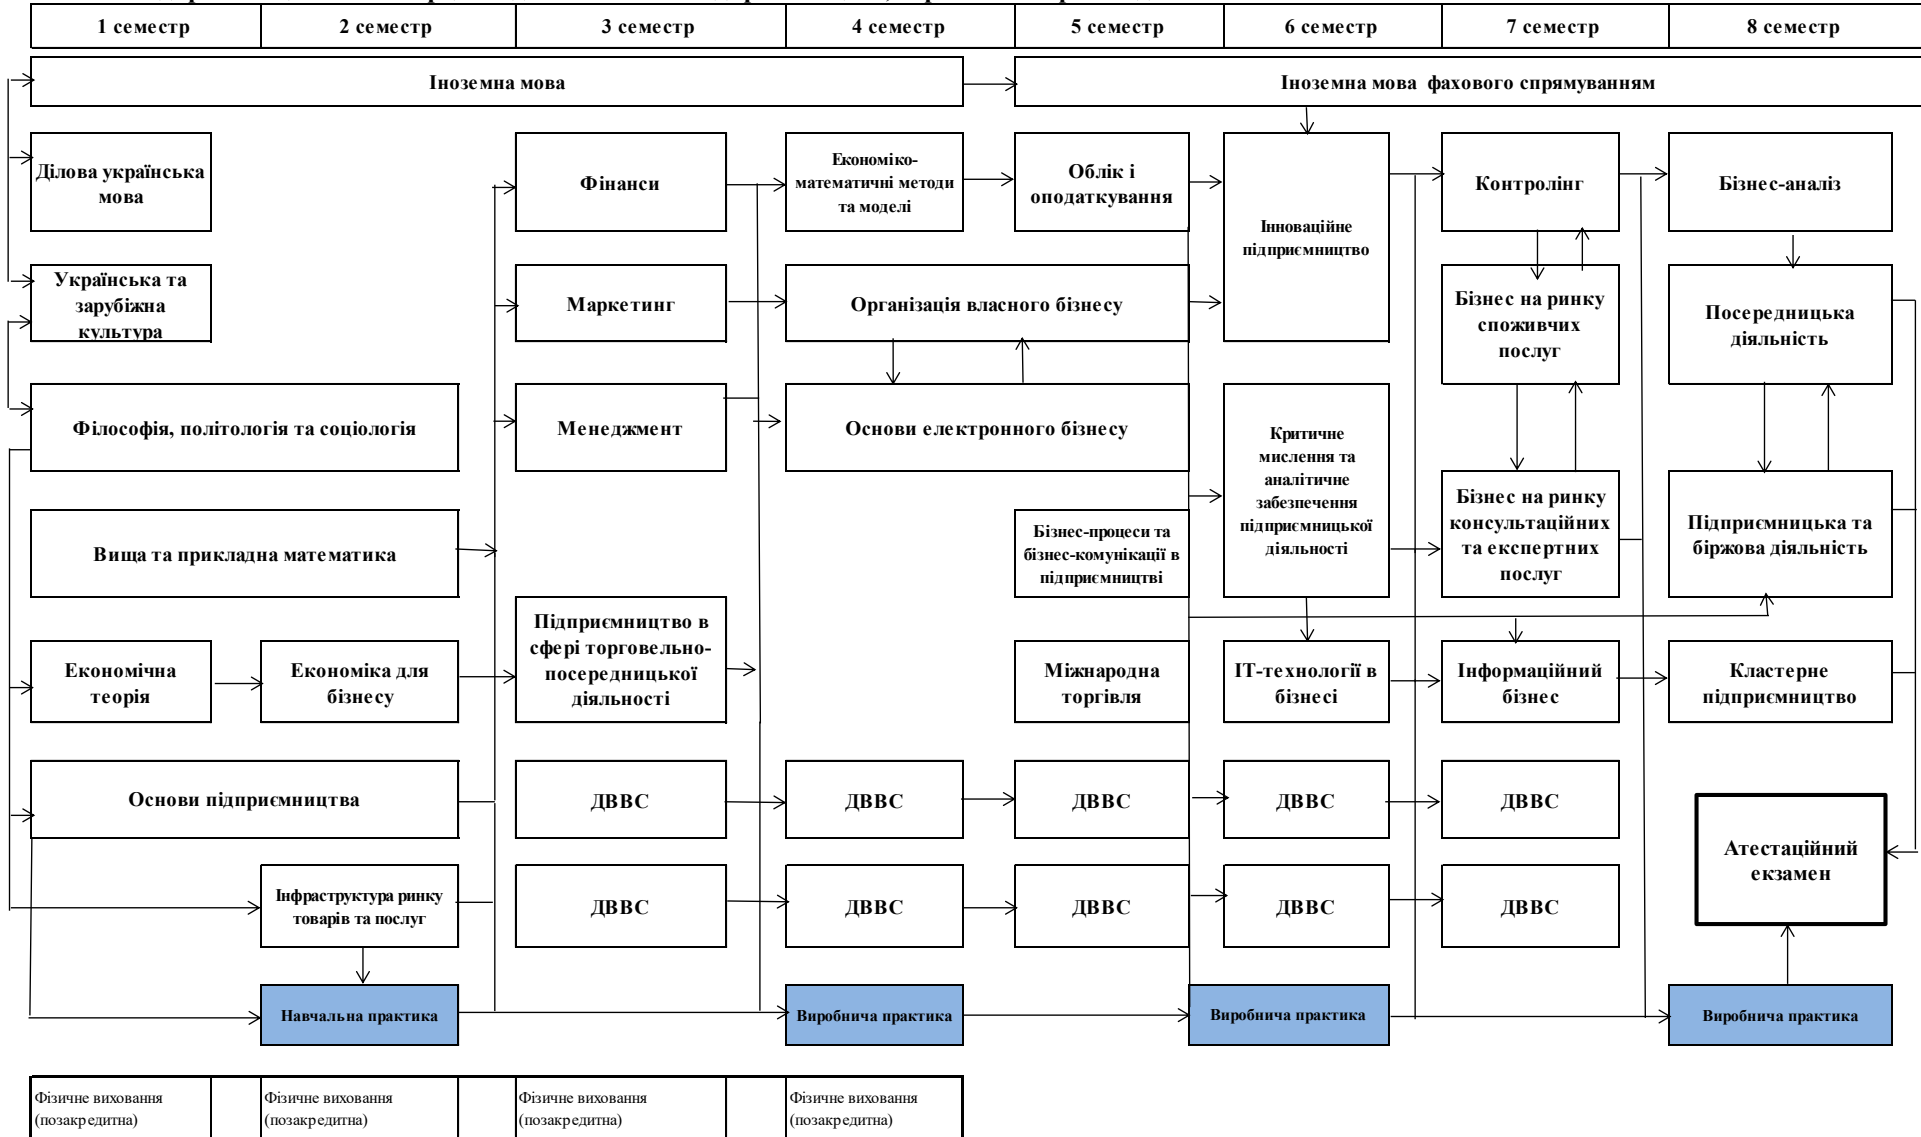 1 семестр
2 семестр
3 семестр
4 семестр
5 семестр
6 семестр
7 семестр
8 семестр
Іноземна мова
Іноземна мова фахового спрямуванням
Ділова українська
мова
Фінанси
Економіко-
математичні методи
та моделі
Облік і
оподаткування
Інноваційне
підприємництво
Контролінг
Бізнес-аналіз
Українська та
зарубіжна
культура
Маркетинг
Організація власного бізнесу
Бізнес на ринку
споживчих
послуг
Посередницька
діяльність
Філософія, політологія та соціологія
Менеджмент
Основи електронного бізнесу
Критичне
мислення та
аналітичне
забезпечення
підприємницької
діяльності
Вища та прикладна математика
Бізнес-процеси та
бізнес-комунікації в
підприємництві
Бізнес на ринку
консультаційних
та експертних
послуг
Підприємницька та
біржова діяльність
Економічна
теорія
Економіка для
бізнесу
Підприємництво в
сфері торговельно-
посередницької
діяльності
Міжнародна
торгівля
ІТ-технології в
бізнесі
Інформаційний
бізнес
Кластерне
підприємництво
Основи підприємництва
ДВВС
ДВВС
ДВВС
ДВВС
ДВВС
Атестаційний
екзамен
Інфраструктура ринку
товарів та послуг
ДВВС
ДВВС
ДВВС
ДВВС
ДВВС
Навчальна практика
Виробнича практика
Виробнича практика
Виробнича практика
Фізичне виховання
(позакредитна)
Фізичне виховання
(позакредитна)
Фізичне виховання
(позакредитна)
Фізичне виховання
(позакредитна)